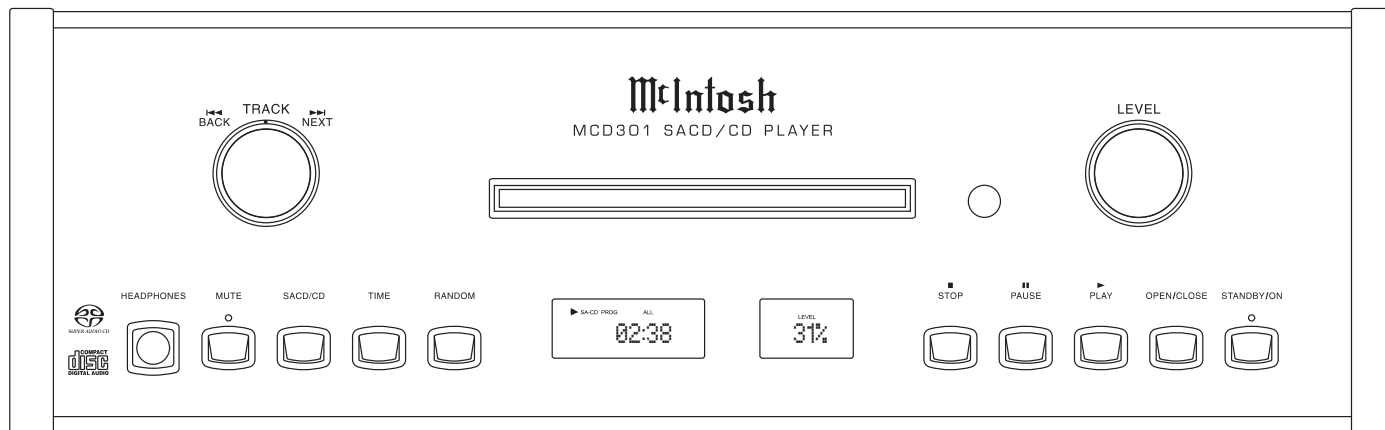 McIntosh
MCD301 SACD/CD PLAYER
TRACK
BACK
NEXT
LEVEL
HEADPHONES
MUTE
SACD/CD
TIME
RANDOM
SUPER AUDIO CD
COMPACT
disc
DIGITAL AUDIO
SA-CD PROG ALL
02:38
LEVEL
31%
STOP
PAUSE
PLAY
OPEN/CLOSE
STANDBY/ON